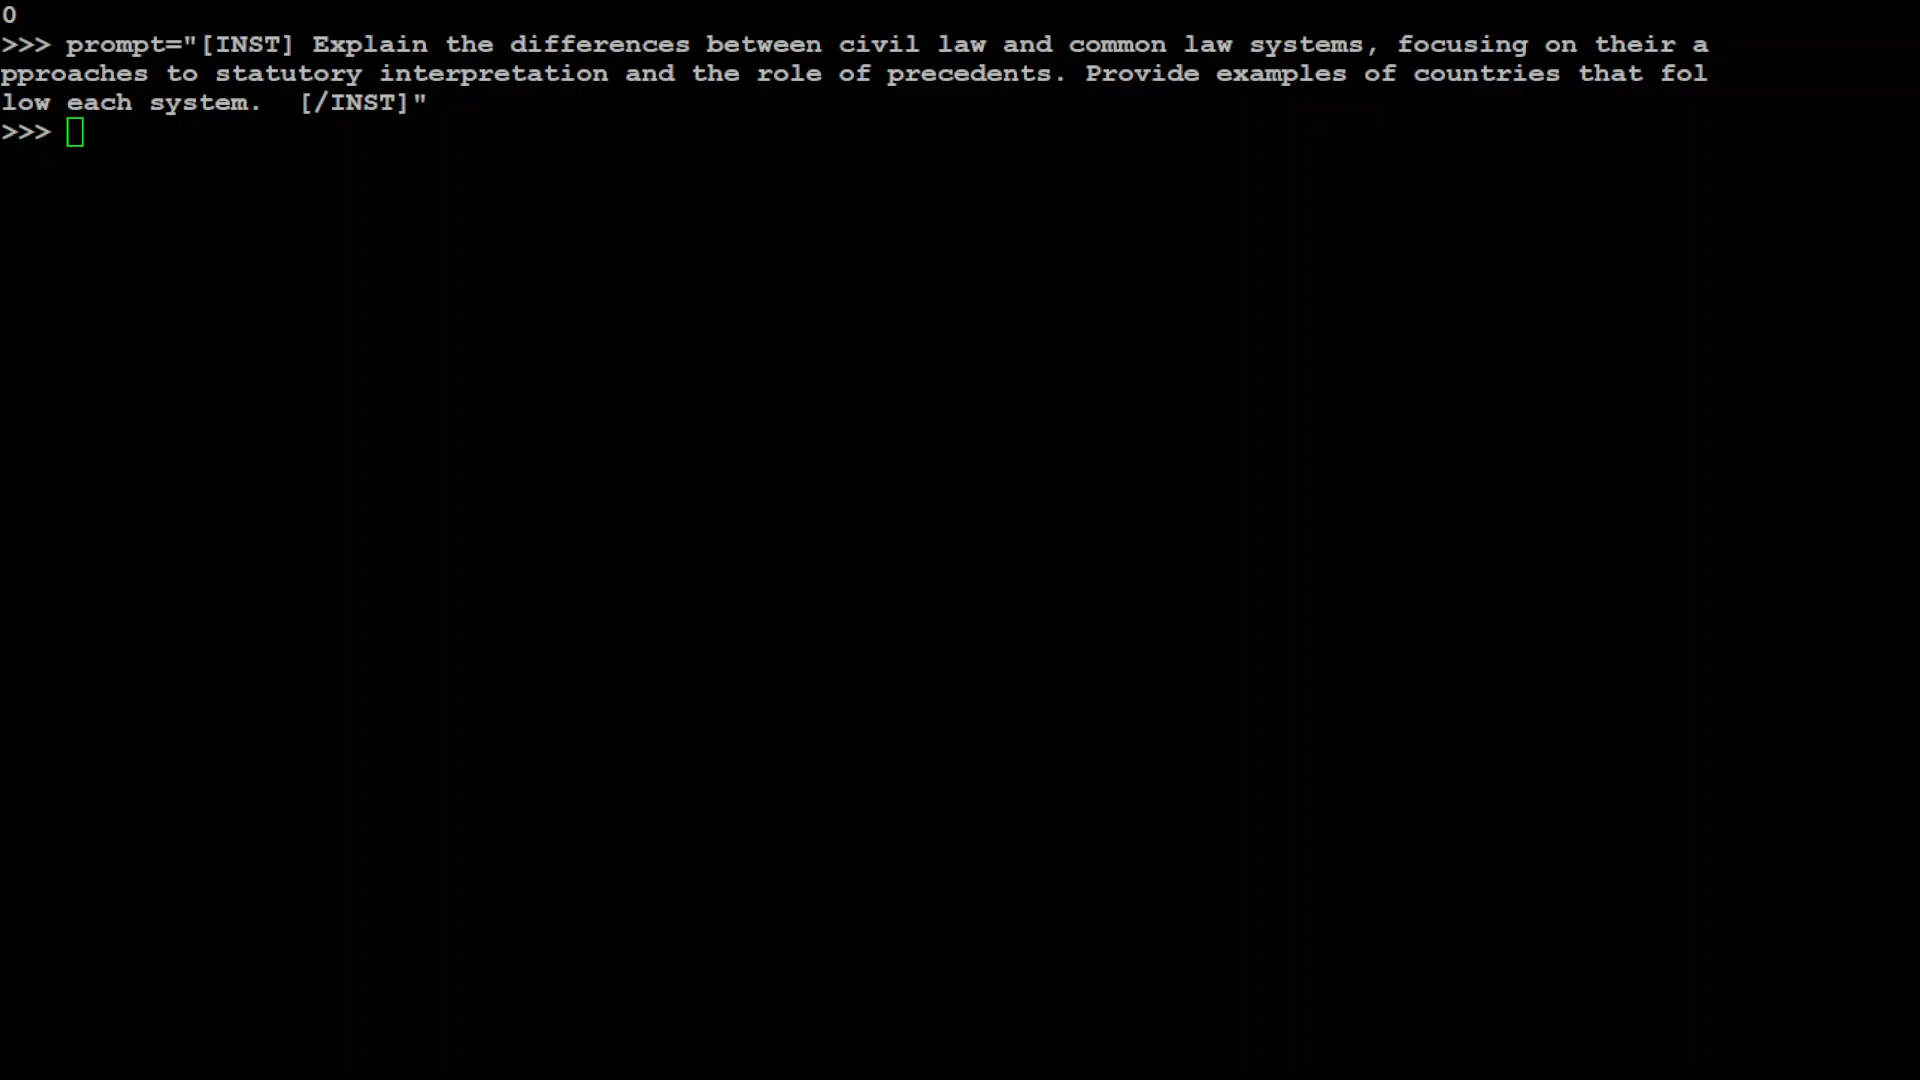 0
>>> prompt="[INST] Explain the differences between civil law and common law systems, focusing on their a
pproaches to statutory interpretation and the role of precedents. Provide examples of countries that fol
low each system.  [/INST]"
>>>